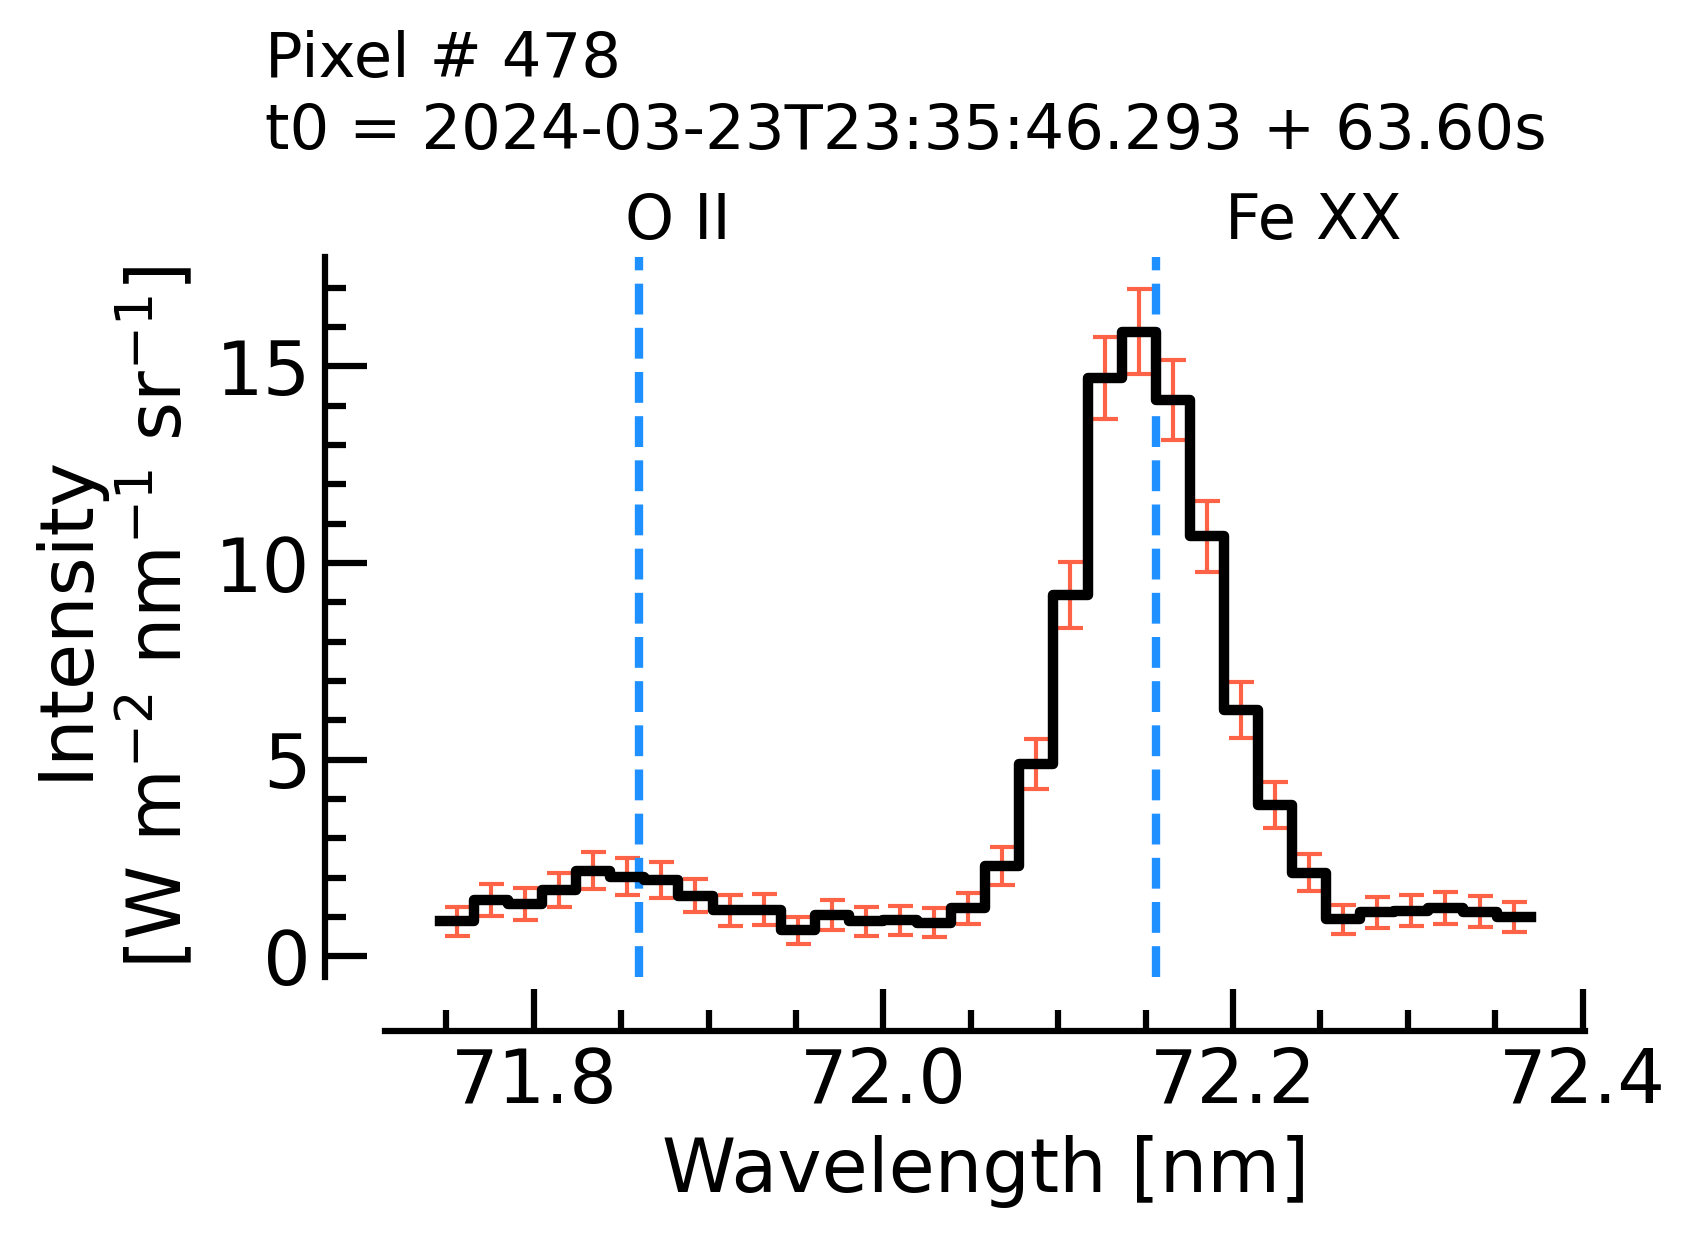 Pixel # 478
t0 = 2024-03-23T23:35:46.293 + 63.60s
O II
Fe XX
Intensity
[W m⁻² nm⁻¹ sr⁻¹]
15
10
5
0
71.8
72.0
72.2
72.4
Wavelength [nm]